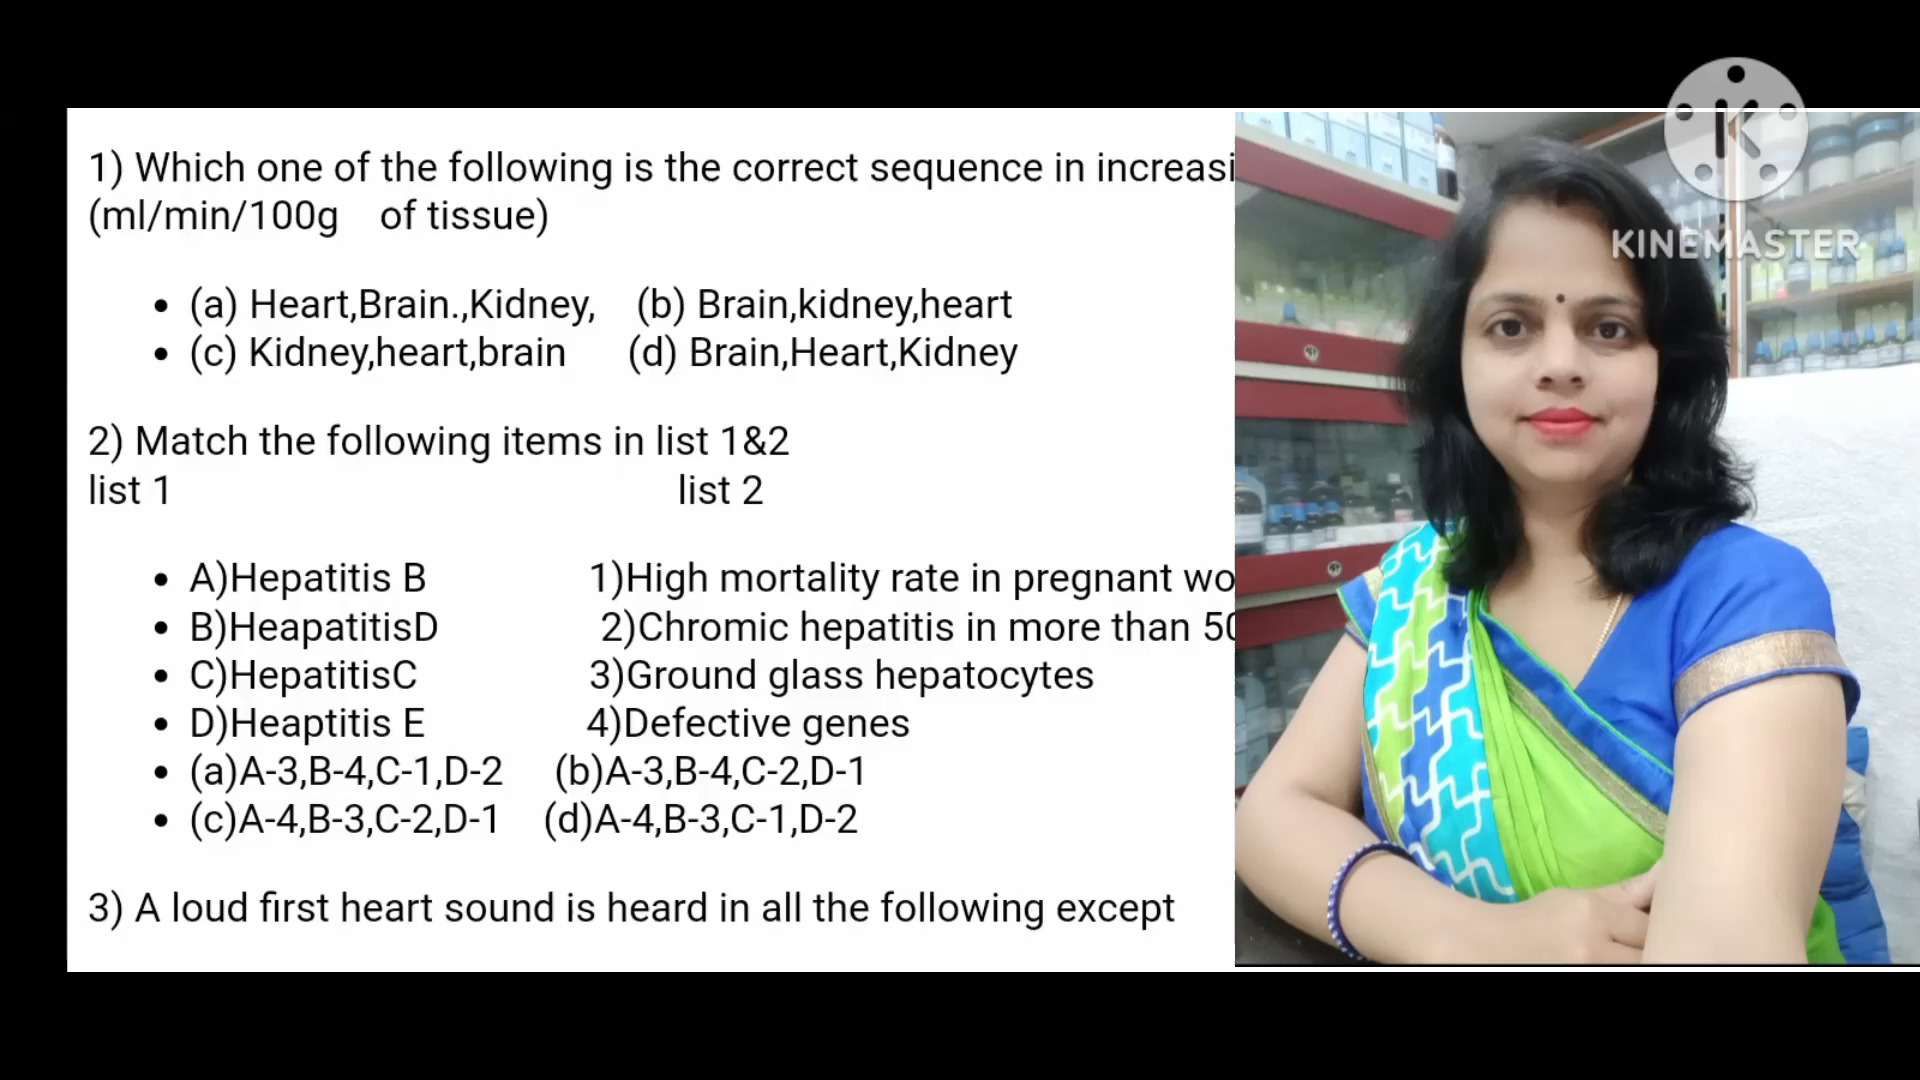 1) Which one of the following is the correct sequence in increasi
(ml/min/100g of tissue)
• (a) Heart,Brain.,Kidney, (b) Brain,kidney,heart
• (c) Kidney,heart,brain (d) Brain,Heart,Kidney
2) Match the following items in list 1&2
list 1 list 2
• A)Hepatitis B 1)High mortality rate in pregnant wo
• B)HeapatitisD 2)Chromic hepatitis in more than 50
• C)HepatitisC 3)Ground glass hepatocytes
• D)Heaptitis E 4)Defective genes
• (a)A-3,B-4,C-1,D-2 (b)A-3,B-4,C-2,D-1
• (c)A-4,B-3,C-2,D-1 (d)A-4,B-3,C-1,D-2
3) A loud first heart sound is heard in all the following except
K
KINEMASTER